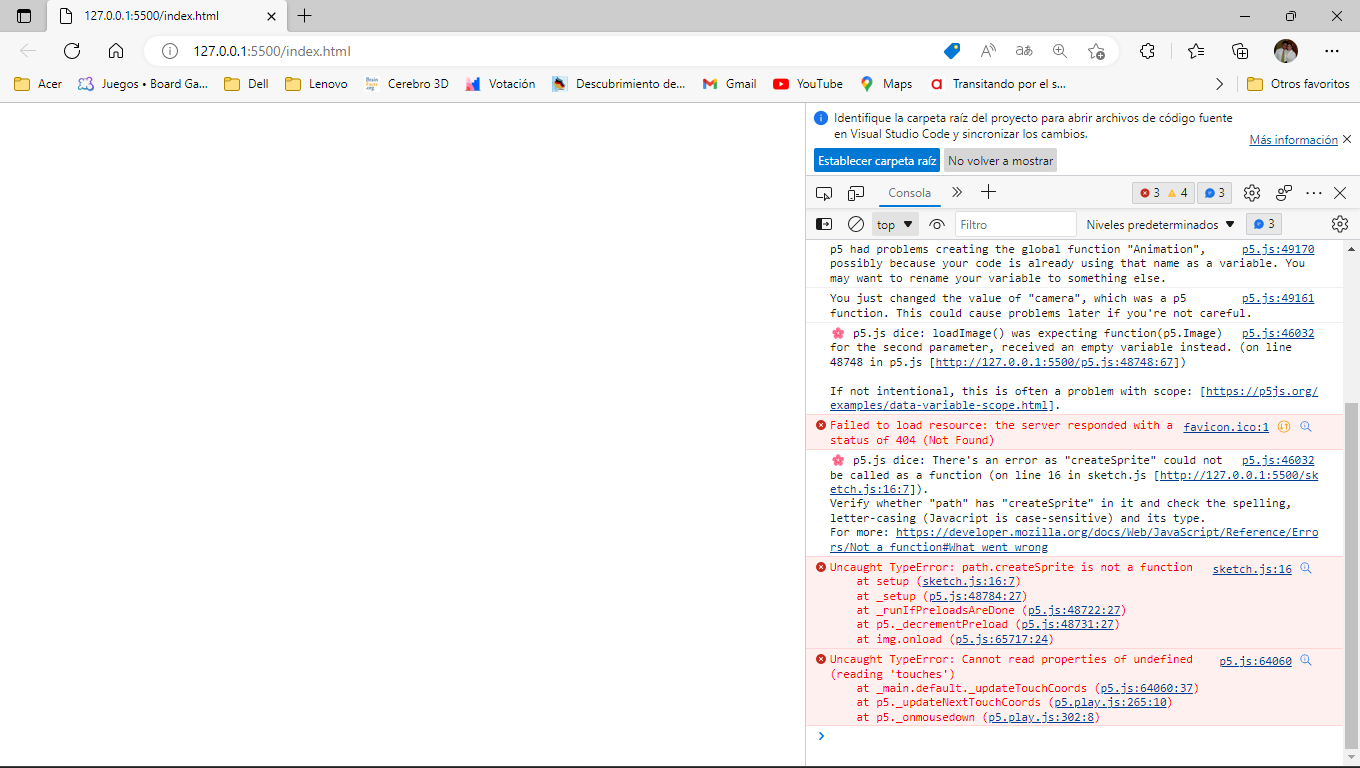 127.0.0.1:5500/index.html
127.0.0.1:5500/index.html
Acer
Juegos • Board Ga...
Dell
Lenovo
Cerebro 3D
Votación
Descubrimiento de...
Gmail
YouTube
Maps
Transitando por el s...
Otros favoritos
Identifique la carpeta raíz del proyecto para abrir archivos de código fuente
en Visual Studio Code y sincronizar los cambios.
Más información
Establecer carpeta raíz
No volver a mostrar
Consola
3
4
3
top
Filtro
Niveles predeterminados
3
p5 had problems creating the global function "Animation", p5.js:49170
possibly because your code is already using that name as a variable. You
may want to rename your variable to something else.
You just changed the value of "camera", which was a p5 p5.js:49161
function. This could cause problems later if you're not careful.
🌸 p5.js dice: loadImage() was expecting function(p5.Image) p5.js:46032
for the second parameter, received an empty variable instead. (on line
48748 in p5.js [http://127.0.0.1:5500/p5.js:48748:67])
If not intentional, this is often a problem with scope: [https://p5js.org/
examples/data-variable-scope.html].
Failed to load resource: the server responded with a favicon.ico:1
status of 404 (Not Found)
🌸 p5.js dice: There's an error as "createSprite" could not p5.js:46032
be called as a function (on line 16 in sketch.js [http://127.0.0.1:5500/sk
etch.js:16:7]).
Verify whether "path" has "createSprite" in it and check the spelling,
letter-casing (Javacript is case-sensitive) and its type.
For more: https://developer.mozilla.org/docs/Web/JavaScript/Reference/Erro
rs/Not_a_function#What_went_wrong
Uncaught TypeError: path.createSprite is not a function sketch.js:16
at setup (sketch.js:16:7)
at _setup (p5.js:48784:27)
at _runIfPreloadsAreDone (p5.js:48722:27)
at p5._decrementPreload (p5.js:48731:27)
at img.onload (p5.js:65717:24)
Uncaught TypeError: Cannot read properties of undefined p5.js:64060
(reading 'touches')
at _main.default._updateTouchCoords (p5.js:64060:37)
at p5._updateNextTouchCoords (p5.play.js:265:10)
at p5._onmousedown (p5.play.js:302:8)